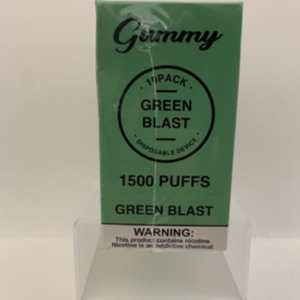 Gummy
10PACK
GREEN
BLAST
DISPOSABLE DEVICE
1500 PUFFS
GREEN BLAST
WARNING:
This product contains nicotine.
Nicotine is an addictive chemical.